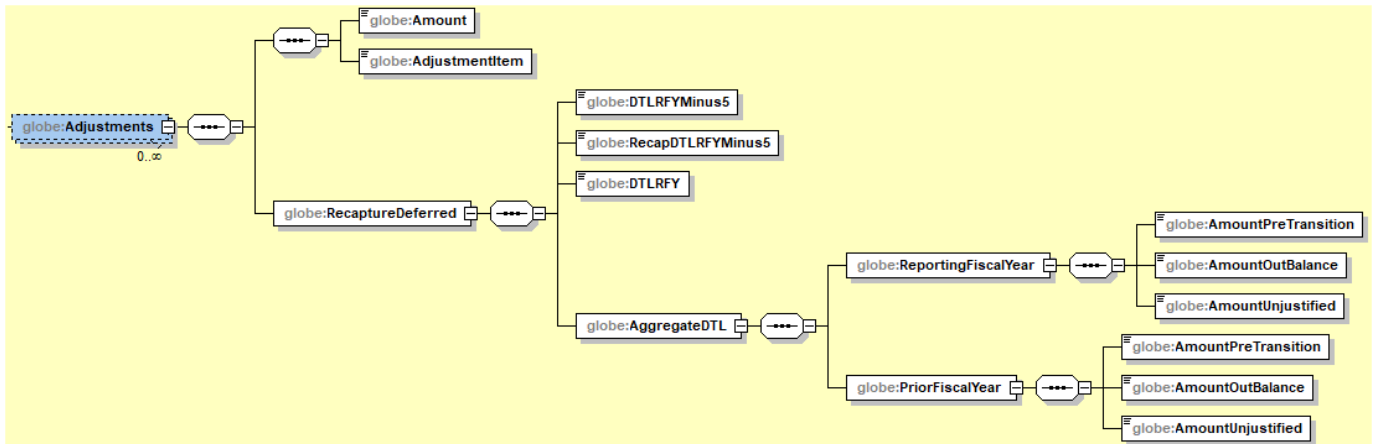 globe:Amount
globe:AdjustmentItem
globe:Adjustments
0..∞
globe:DTLRFYMinus5
globe:RecapDTLRFYMinus5
globe:DTLRFY
globe:RecaptureDeferred
globe:AggregateDTL
globe:ReportingFiscalYear
globe:AmountPreTransition
globe:AmountOutBalance
globe:AmountUnjustified
globe:PriorFiscalYear
globe:AmountPreTransition
globe:AmountOutBalance
globe:AmountUnjustified